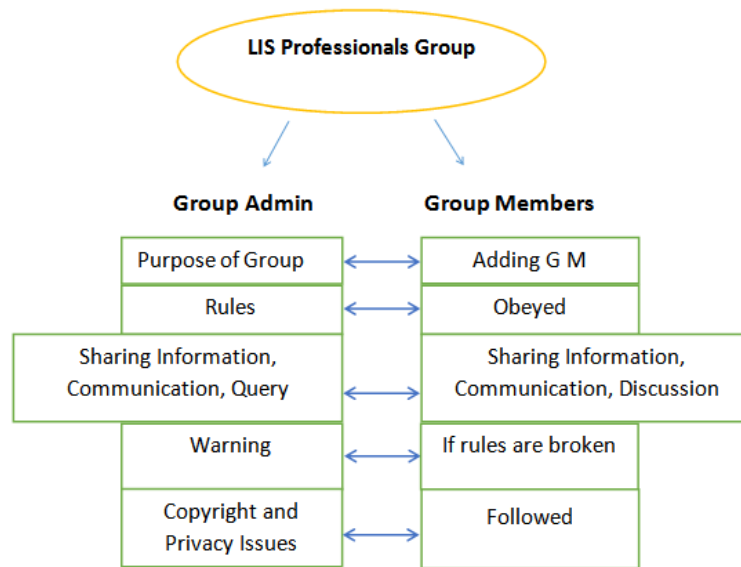 LIS Professionals Group
Group Admin
Group Members
Purpose of Group
Adding G M
Rules
Obeyed
Sharing Information,
Communication, Query
Sharing Information,
Communication, Discussion
Warning
If rules are broken
Copyright and
Privacy Issues
Followed